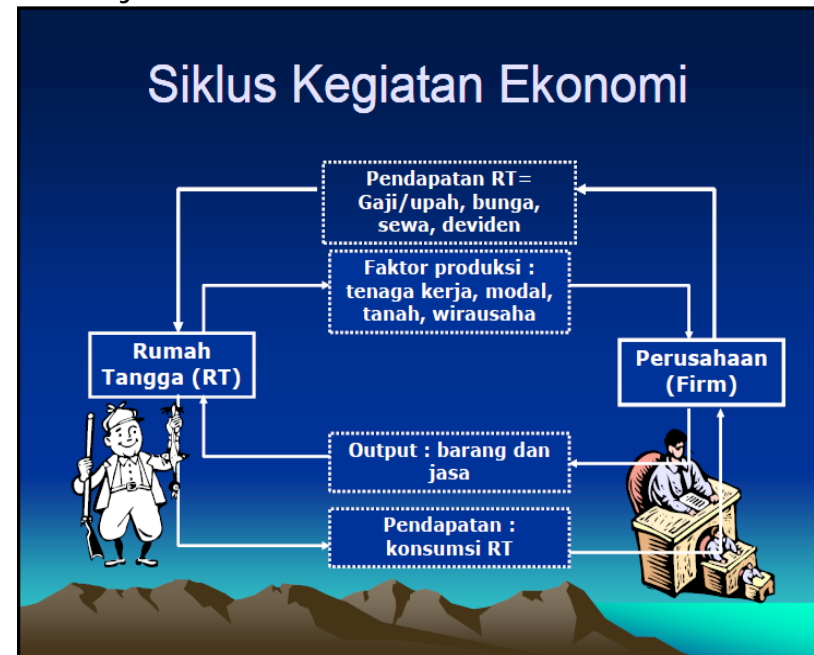 Siklus Kegiatan Ekonomi
Pendapatan RT=
Gaji/upah, bunga,
sewa, deviden
Faktor produksi :
tenaga kerja, modal,
tanah, wirausaha
Rumah
Tangga (RT)
Perusahaan
(Firm)
Output : barang dan
jasa
Pendapatan :
konsumsi RT